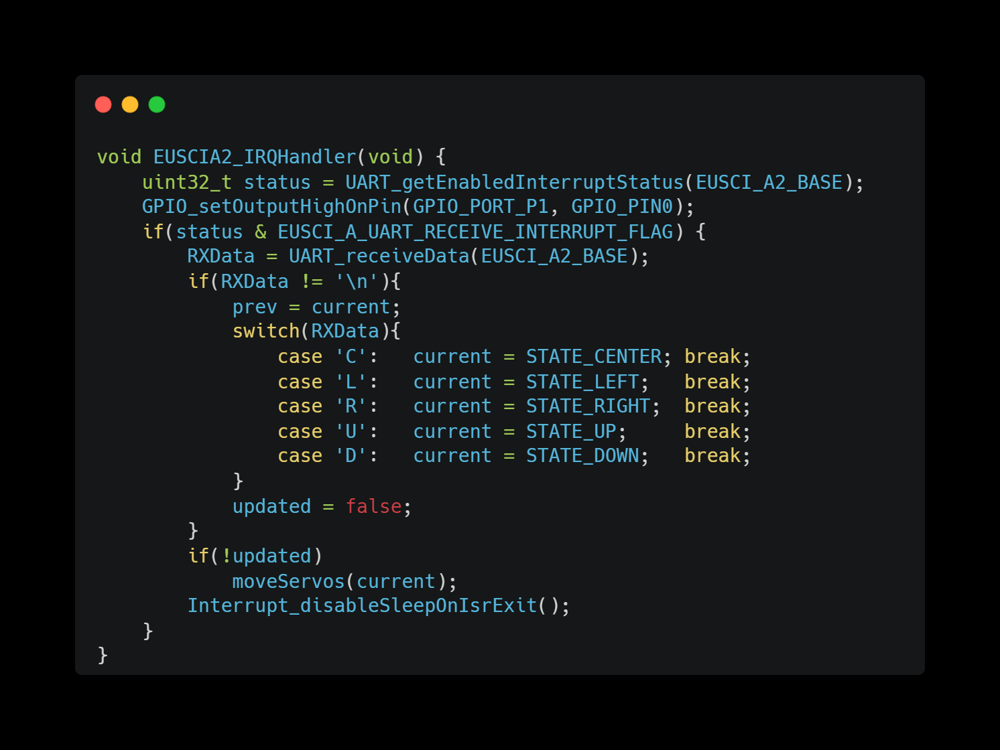 void EUSCIA2_IRQHandler(void) {
    uint32_t status = UART_getEnabledInterruptStatus(EUSCI_A2_BASE);
    GPIO_setOutputHighOnPin(GPIO_PORT_P1, GPIO_PIN0);
    if(status & EUSCI_A_UART_RECEIVE_INTERRUPT_FLAG) {
        RXData = UART_receiveData(EUSCI_A2_BASE);
        if(RXData != '\n'){
            prev = current;
            switch(RXData){
                case 'C':   current = STATE_CENTER; break;
                case 'L':   current = STATE_LEFT;   break;
                case 'R':   current = STATE_RIGHT;  break;
                case 'U':   current = STATE_UP;     break;
                case 'D':   current = STATE_DOWN;   break;
            }
            updated = false;
        }
        if(!updated)
            moveServos(current);
        Interrupt_disableSleepOnIsrExit();
    }
}